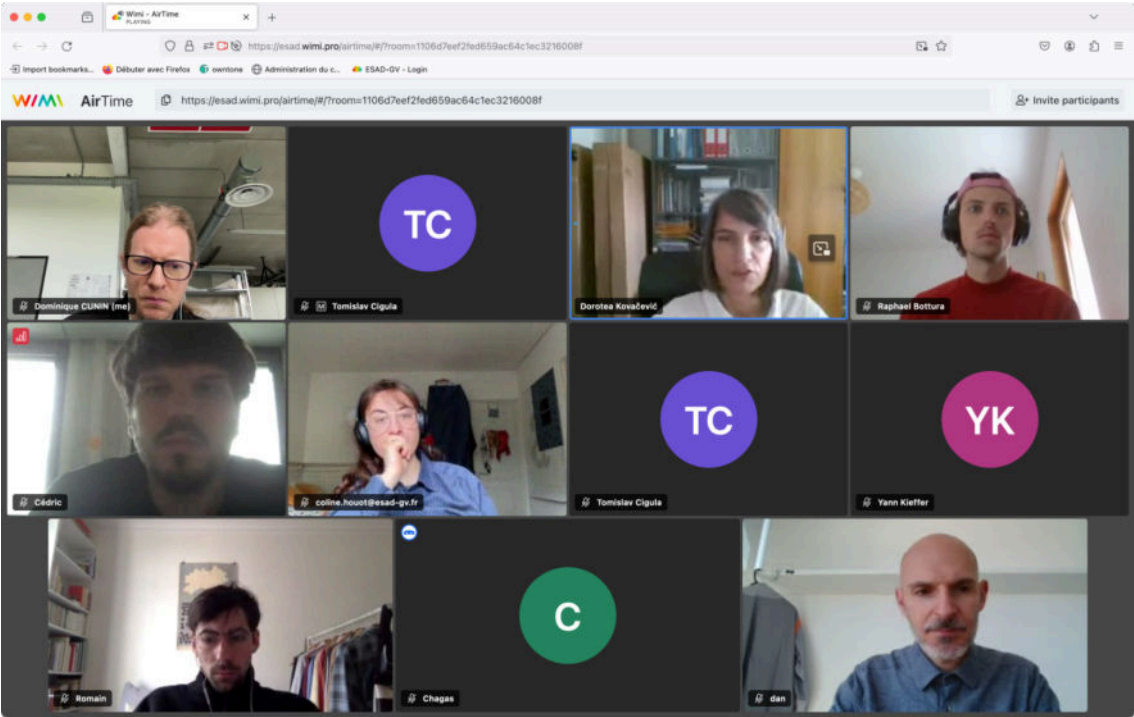 Wimi - AirTime
PLAYING
https://esad.wimi.pro/airtime/#/?room=1106d7eef2fed659ac64c1ec3216008f
Import bookmarks...
Débuter avec Firefox
owntone
Administration du c...
ESAD-GV - Login
WIMI AirTime
https://esad.wimi.pro/airtime/#/?room=1106d7eef2fed659ac64c1ec3216008f
Invite participants
TC
Dominique CUNIN (me)
M Tomislav Cigula
Dorotea Kovačević
Raphael Bottura
TC
YK
Cédric
coline.houot@esad-gv.fr
Tomislav Cigula
Yann Kieffer
C
Romain
Chagas
dan